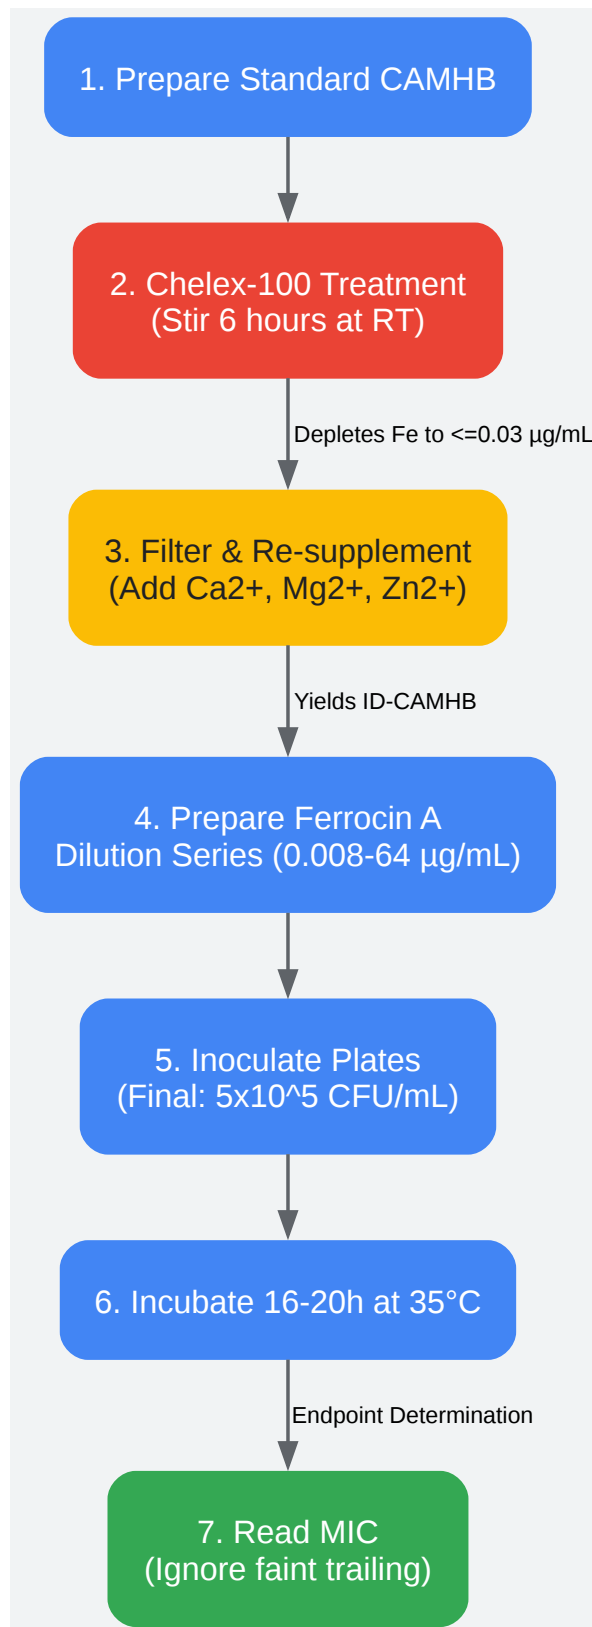 1. Prepare Standard CAMHB
2. Chelex-100 Treatment
(Stir 6 hours at RT)
Depletes Fe to <=0.03 µg/mL
3. Filter & Re-supplement
(Add Ca2+, Mg2+, Zn2+)
Yields ID-CAMHB
4. Prepare Ferrocin A
Dilution Series (0.008-64 µg/mL)
5. Inoculate Plates
(Final: 5x10^5 CFU/mL)
6. Incubate 16-20h at 35°C
Endpoint Determination
7. Read MIC
(Ignore faint trailing)